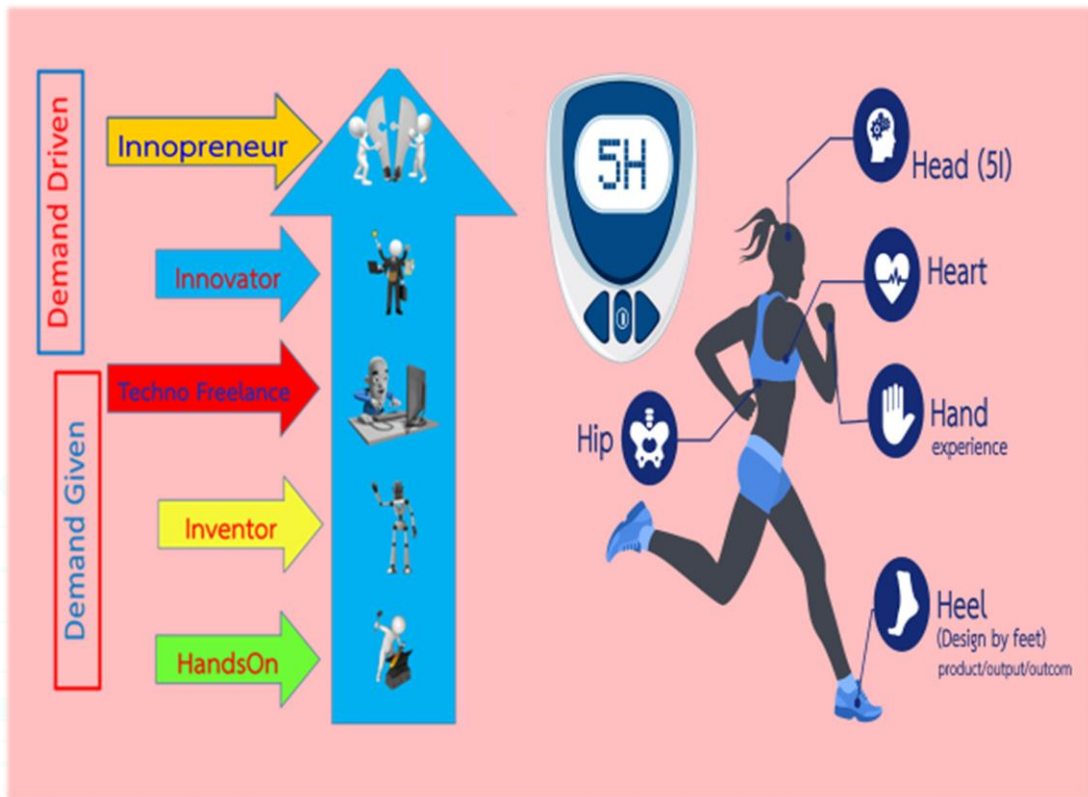 Demand Driven
Demand Given
Innopreneur
Innovator
Techno Freelance
Inventor
HandsOn
5H
Head (5I)
Heart
Hand
experience
Hip
Heel
(Design by feet)
product/output/outcom